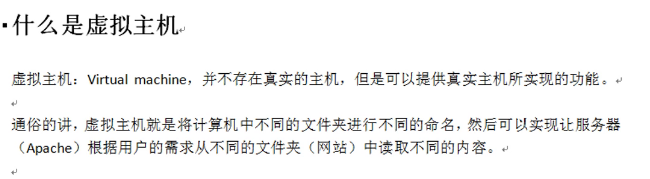 什么是虚拟主机
虚拟主机：Virtual machine，并不存在真实的主机，但是可以提供真实主机所实现的功能。
通俗的讲，虚拟主机就是将计算机中不同的文件夹进行不同的命名，然后可以实现让服务器
（Apache）根据用户的需求从不同的文件夹（网站）中读取不同的内容。